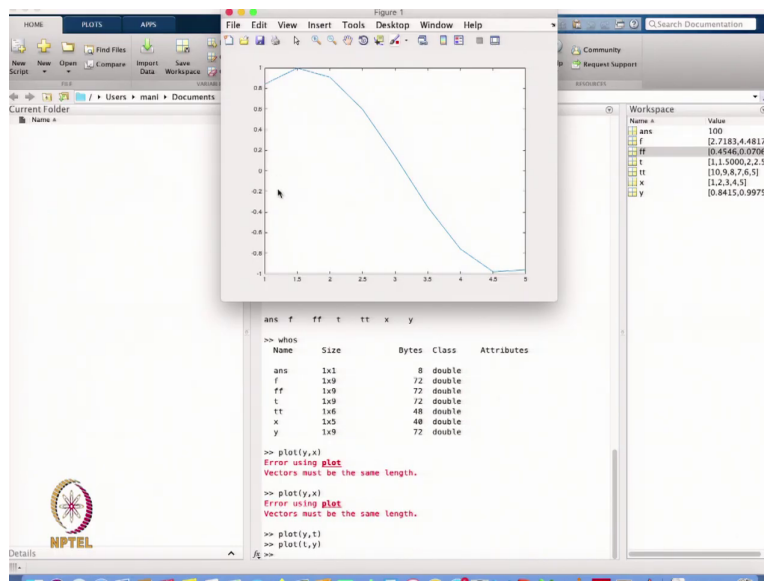 Figure 1
HOME PLOTS APPS
File Edit View Insert Tools Desktop Window Help
Search Documentation
New Script
New
Open
Find Files
Compare
Import Data
Save Workspace
FILE
Community
Request Support
RESOURCES
/ ▸ Users ▸ mani ▸ Documents
Current Folder
Name
1
0.8
0.6
0.4
0.2
0
-0.2
-0.4
-0.6
-0.8
-1
1 1.5 2 2.5 3 3.5 4 4.5 5
Workspace
Name Value
ans 100
f [2.7183,4.4817
ff [0.4546,0.0706
t [1,1.5000,2,2.5
tt [10,9,8,7,6,5]
x [1,2,3,4,5]
y [0.8415,0.9975
ans f ff t tt x y
>> whos
Name Size Bytes Class Attributes
ans 1x1 8 double
f 1x9 72 double
ff 1x9 72 double
t 1x9 72 double
tt 1x6 48 double
x 1x5 40 double
y 1x9 72 double
>> plot(y,x)
Error using plot
Vectors must be the same length.
>> plot(y,x)
Error using plot
Vectors must be the same length.
>> plot(y,t)
>> plot(t,y)
fx >>
NPTEL
Details